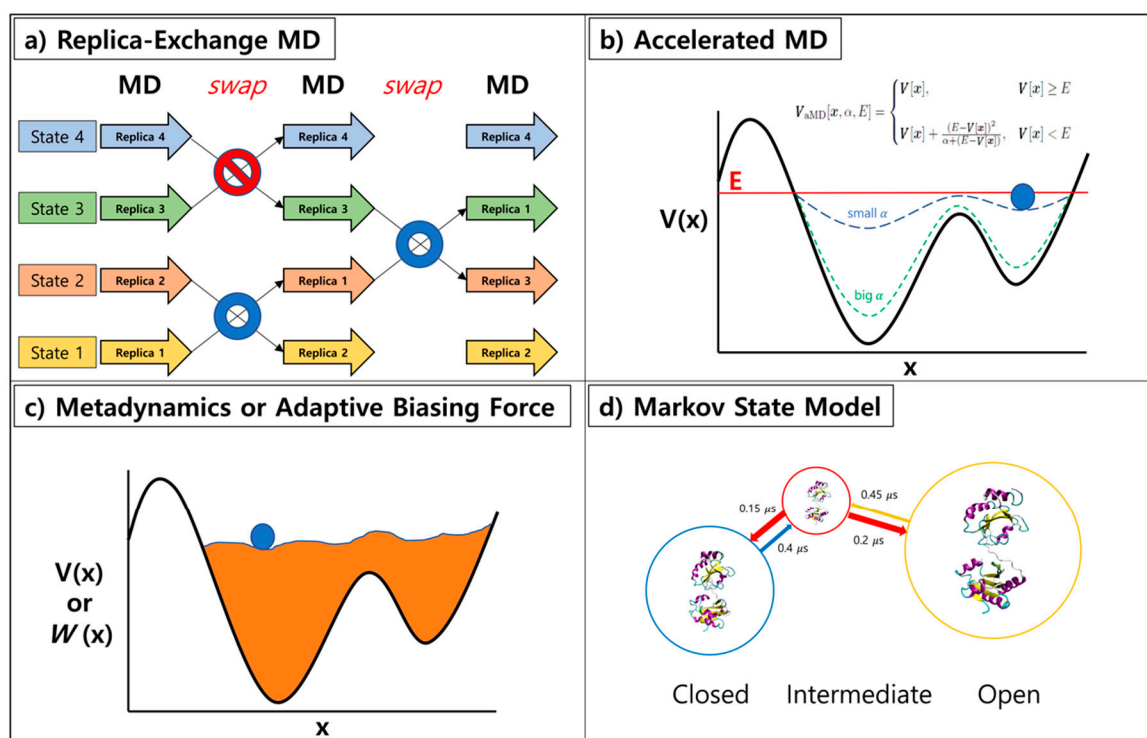 a) Replica-Exchange MD
MD swap MD swap MD
State 4 Replica 4 Replica 4 Replica 4
State 3 Replica 3 Replica 3 Replica 1
State 2 Replica 2 Replica 1 Replica 3
State 1 Replica 1 Replica 2 Replica 2
b) Accelerated MD
V_aMD[x, α, E] = { V[x], V[x] ≥ E
V[x] + (E−V[x])² / α+(E−V[x]), V[x] < E
E
V(x)
small α
big α
x
c) Metadynamics or Adaptive Biasing Force
V(x)
or
W (x)
x
d) Markov State Model
0.15 μs
0.45 μs
0.4 μs
0.2 μs
Closed Intermediate Open